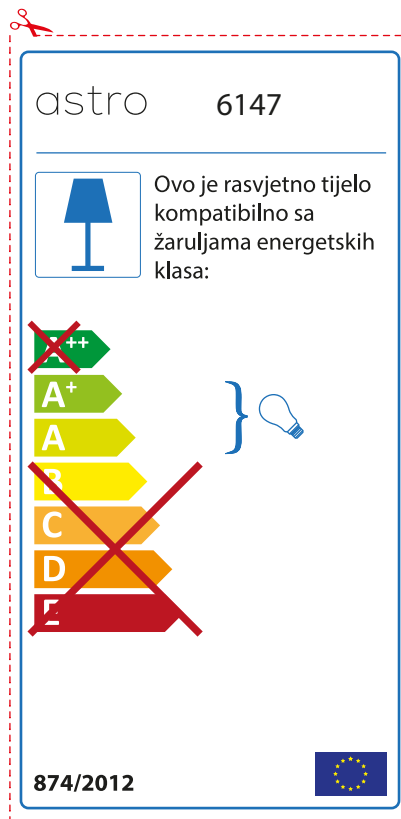 astro 6147
Ovo je rasvjetno tijelo
kompatibilno sa
žaruljama energetskih
klasa:
A++
A+
A
B
C
D
E
874/2012